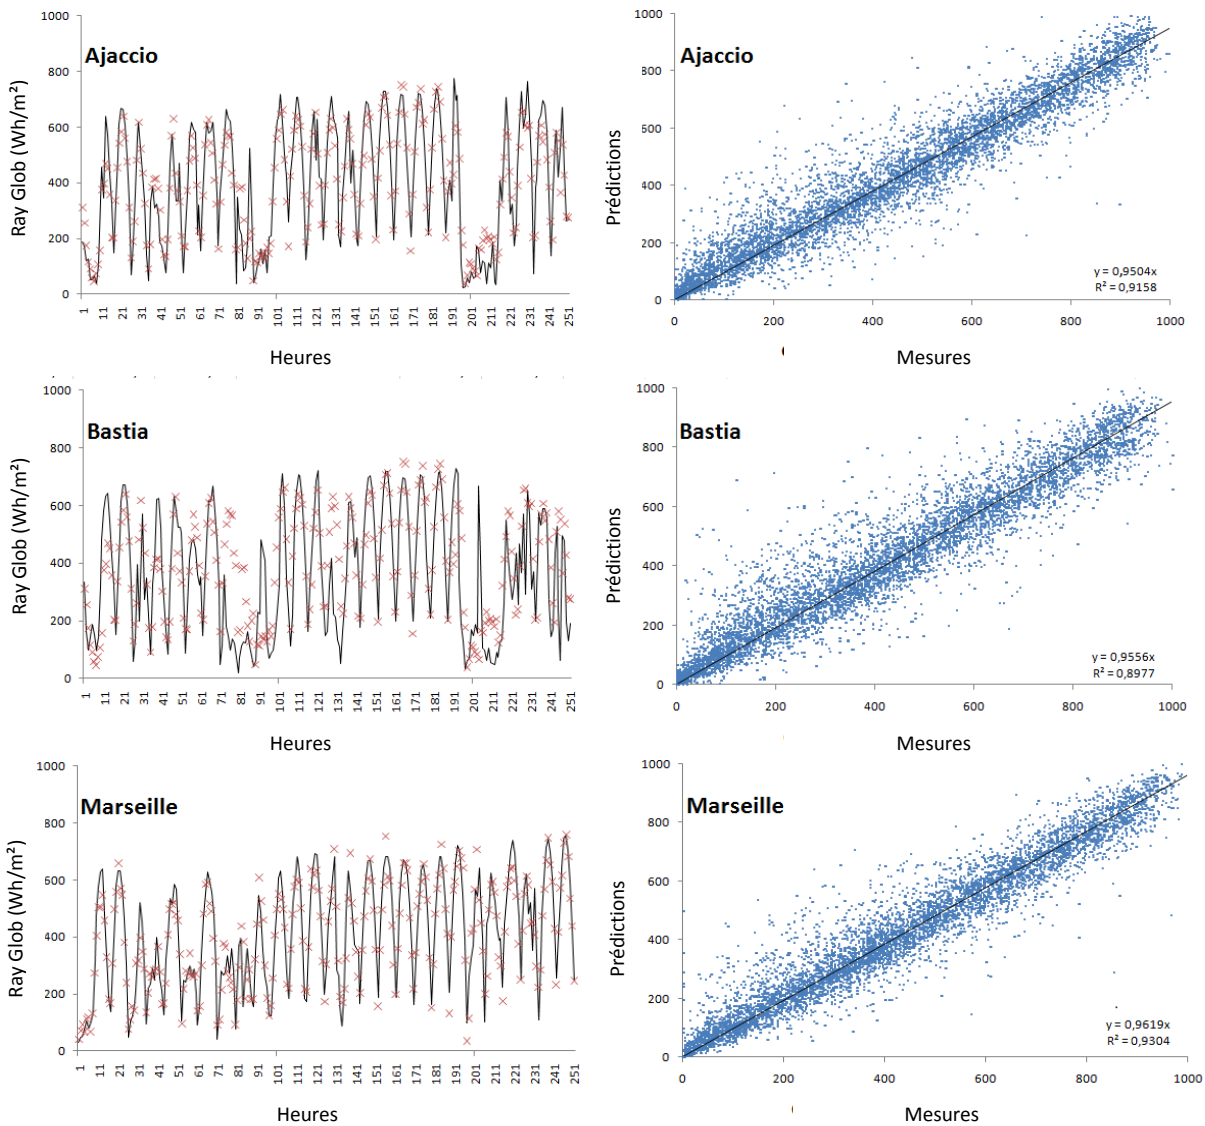 Ajaccio
Ray Glob (Wh/m²)
1000
800
600
400
200
0
1 11 21 31 41 51 61 71 81 91 101 111 121 131 141 151 161 171 181 191 201 211 221 231 241 251
Heures
Ajaccio
Prédictions
1000
800
600
400
200
0
y = 0,9504x
R² = 0,9158
0 200 400 600 800 1000
Mesures
Bastia
Ray Glob (Wh/m²)
1000
800
600
400
200
0
1 11 21 31 41 51 61 71 81 91 101 111 121 131 141 151 161 171 181 191 201 211 221 231 241 251
Heures
Bastia
Prédictions
1000
800
600
400
200
0
y = 0,9556x
R² = 0,8977
0 200 400 600 800 1000
Mesures
Marseille
Ray Glob (Wh/m²)
1000
800
600
400
200
0
1 11 21 31 41 51 61 71 81 91 101 111 121 131 141 151 161 171 181 191 201 211 221 231 241 251
Heures
Marseille
Prédictions
1000
800
600
400
200
0
y = 0,9619x
R² = 0,9304
0 200 400 600 800 1000
Mesures